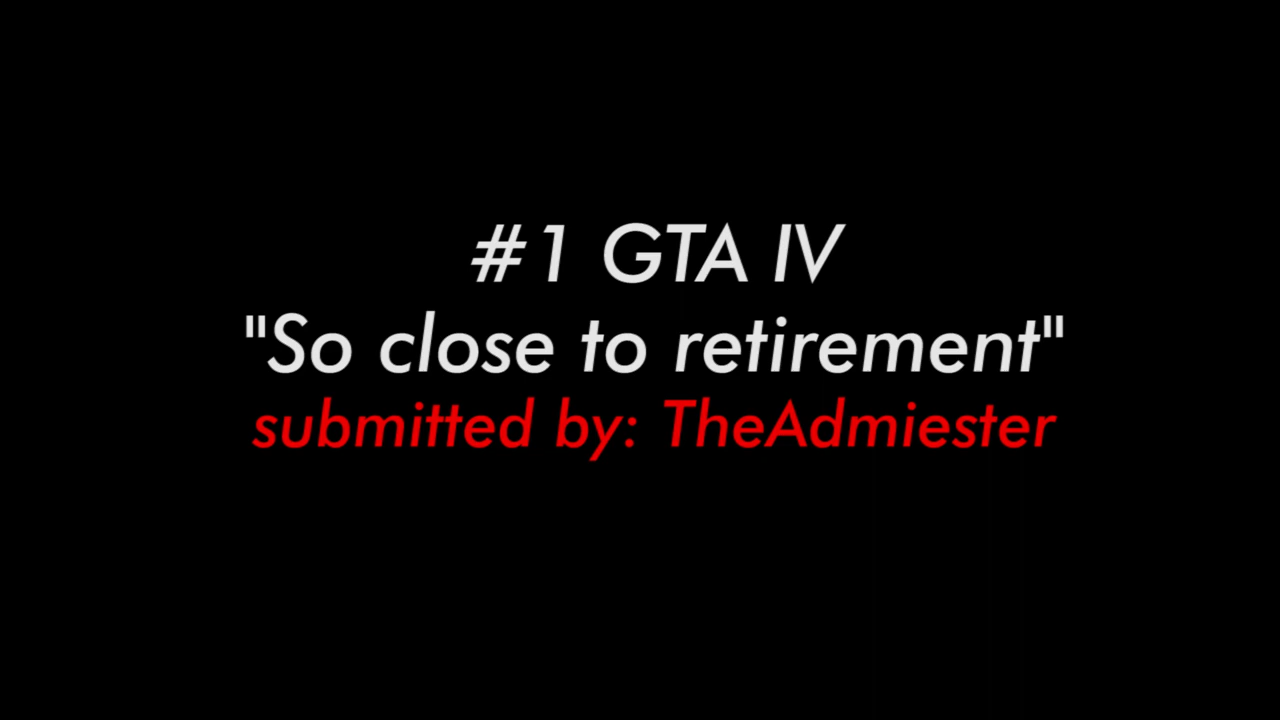 #1 GTA IV
"So close to retirement"
submitted by: TheAdmiester